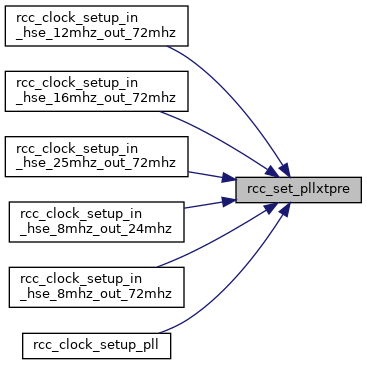 rcc_clock_setup_in
_hse_12mhz_out_72mhz
rcc_clock_setup_in
_hse_16mhz_out_72mhz
rcc_clock_setup_in
_hse_25mhz_out_72mhz
rcc_set_pllxtpre
rcc_clock_setup_in
_hse_8mhz_out_24mhz
rcc_clock_setup_in
_hse_8mhz_out_72mhz
rcc_clock_setup_pll